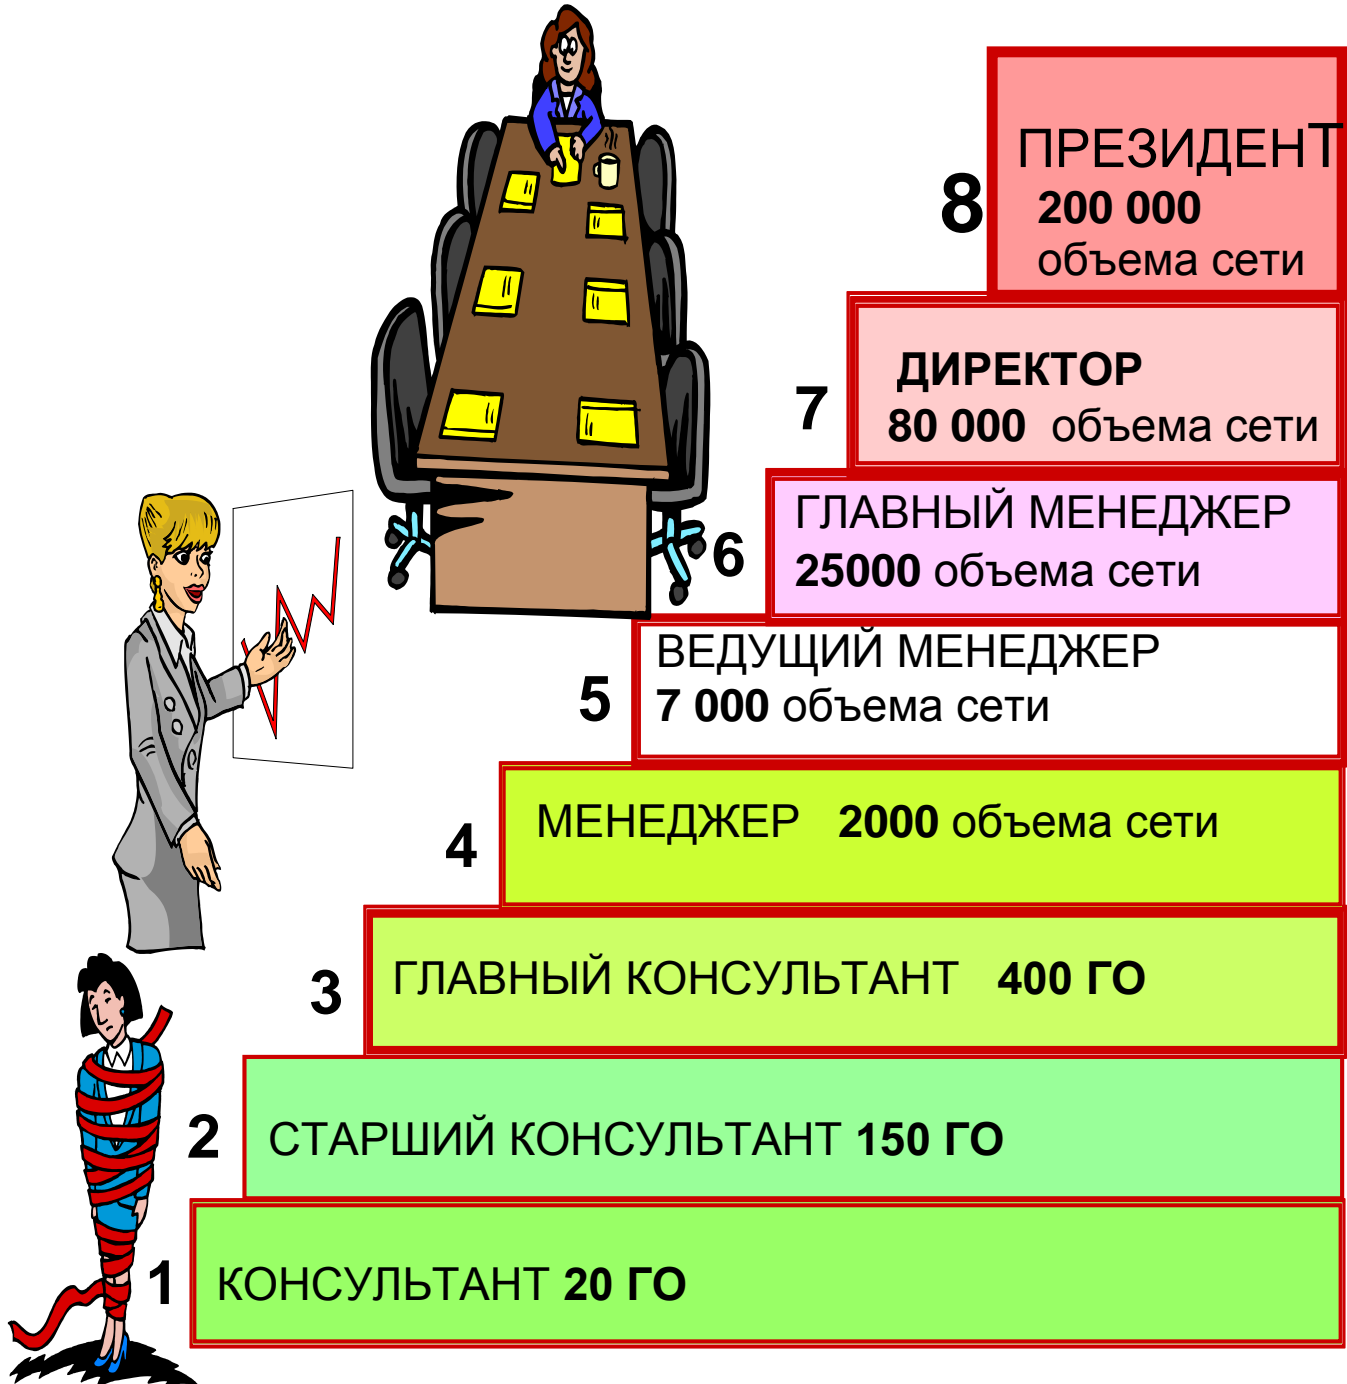 8
ПРЕЗИДЕНТ
200 000
объема сети
7
ДИРЕКТОР
80 000 объема сети
6
ГЛАВНЫЙ МЕНЕДЖЕР
25000 объема сети
5
ВЕДУЩИЙ МЕНЕДЖЕР
7 000 объема сети
4
МЕНЕДЖЕР 2000 объема сети
3
ГЛАВНЫЙ КОНСУЛЬТАНТ 400 ГО
2
СТАРШИЙ КОНСУЛЬТАНТ 150 ГО
1
КОНСУЛЬТАНТ 20 ГО